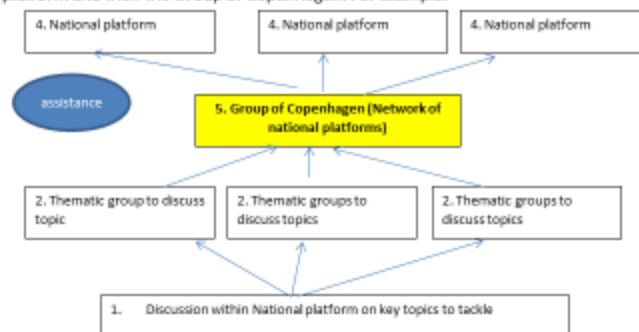 4. National platform
4. National platform
4. National platform
assistance
5. Group of Copenhagen (Network of
national platforms)
2. Thematic group to discuss
topic
2. Thematic groups to
discuss topics
2. Thematic groups to
discuss topics
1. Discussion within National platform on key topics to tackle